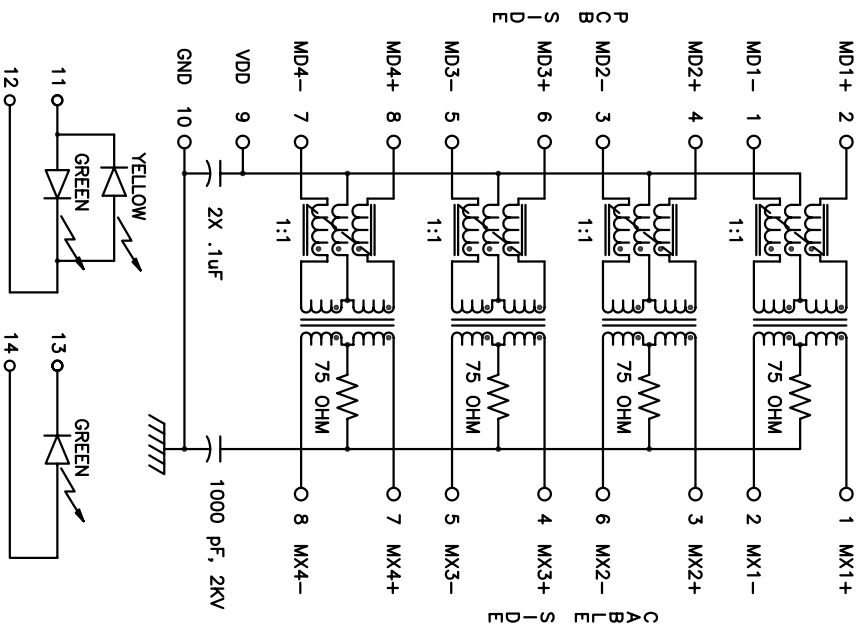 PCB SIDE
MD1+ 2
MD1- 1
MD2+ 4
MD2- 3
MD3+ 6
MD3- 5
MD4+ 8
MD4- 7
VDD 9
GND 10
1:1
1:1
1:1
1:1
2X .1uF
75 OHM
75 OHM
75 OHM
75 OHM
1000 pF, 2KV
1 MX1+
2 MX1-
3 MX2+
6 MX2-
4 MX3+
5 MX3-
7 MX4+
8 MX4-
CABLE SIDE
11
12
YELLOW
GREEN
13
14
GREEN